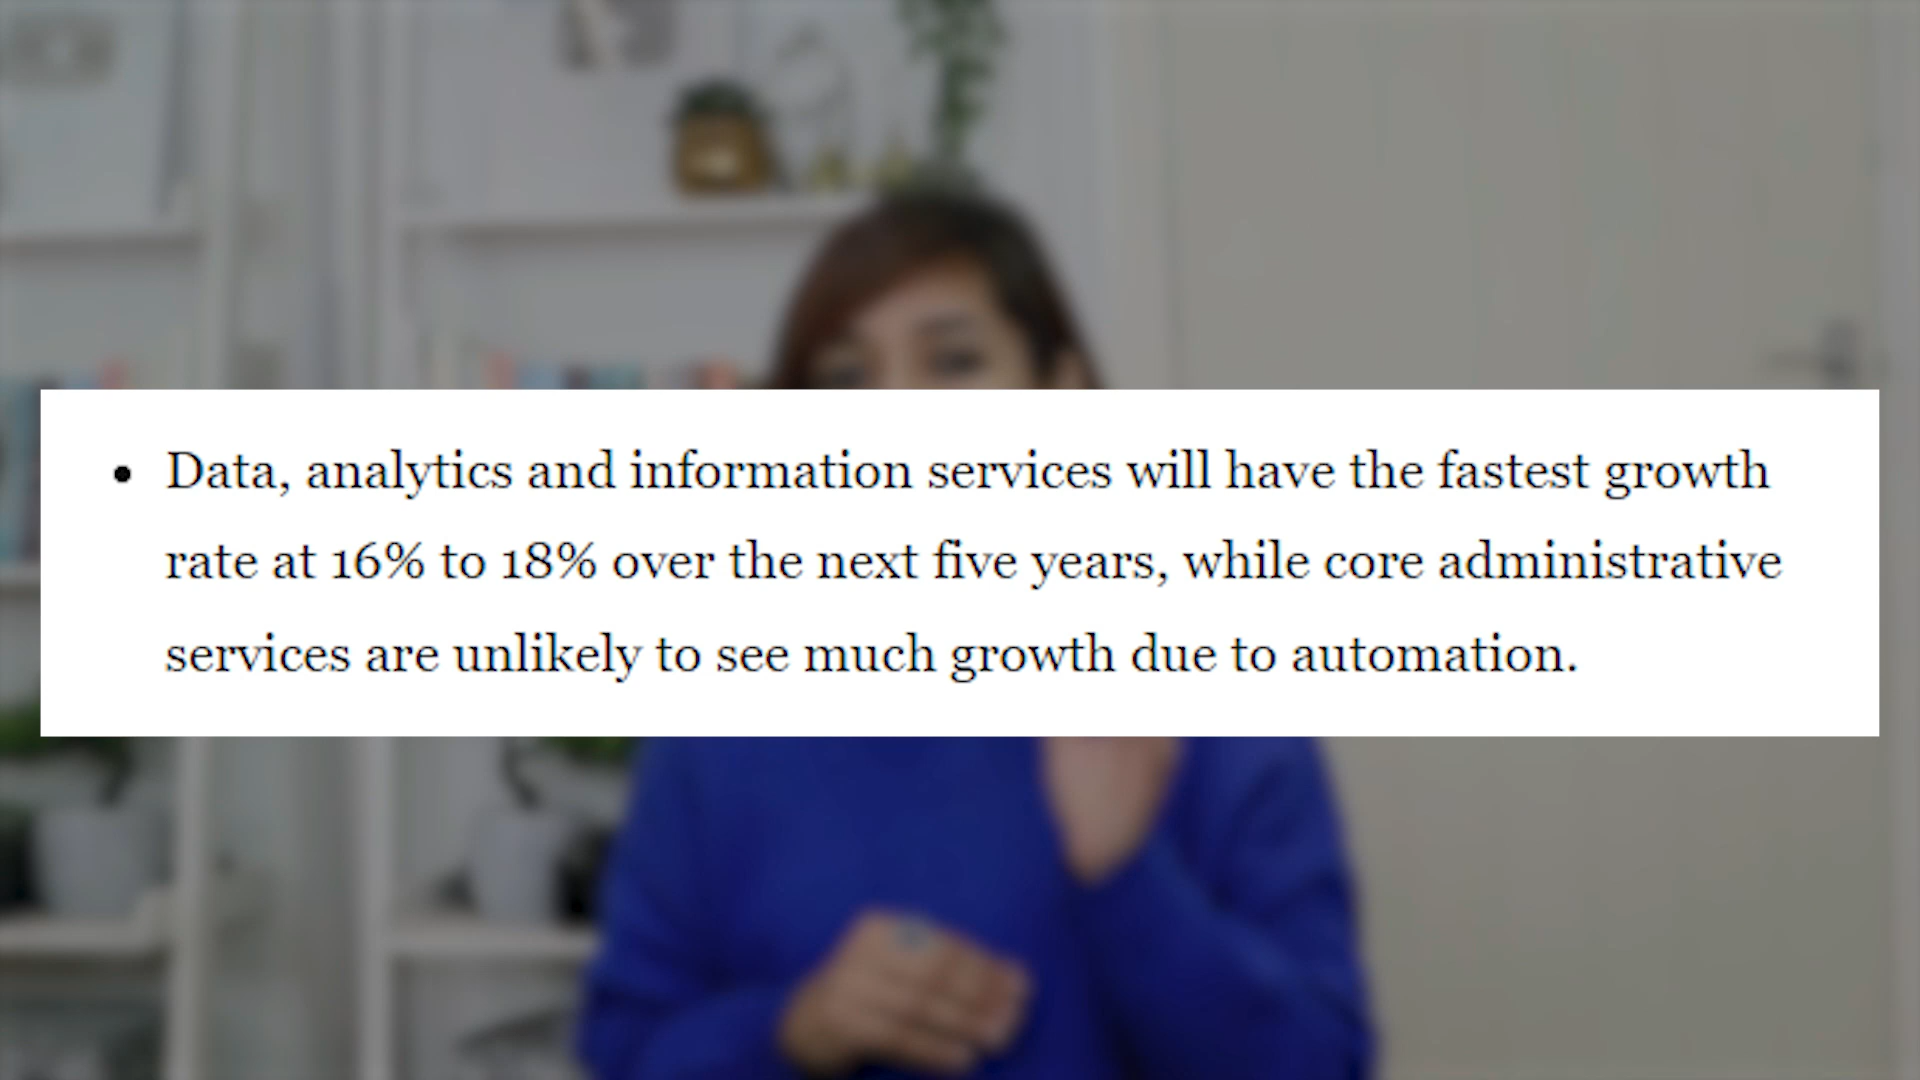 • Data, analytics and information services will have the fastest growth
rate at 16% to 18% over the next five years, while core administrative
services are unlikely to see much growth due to automation.